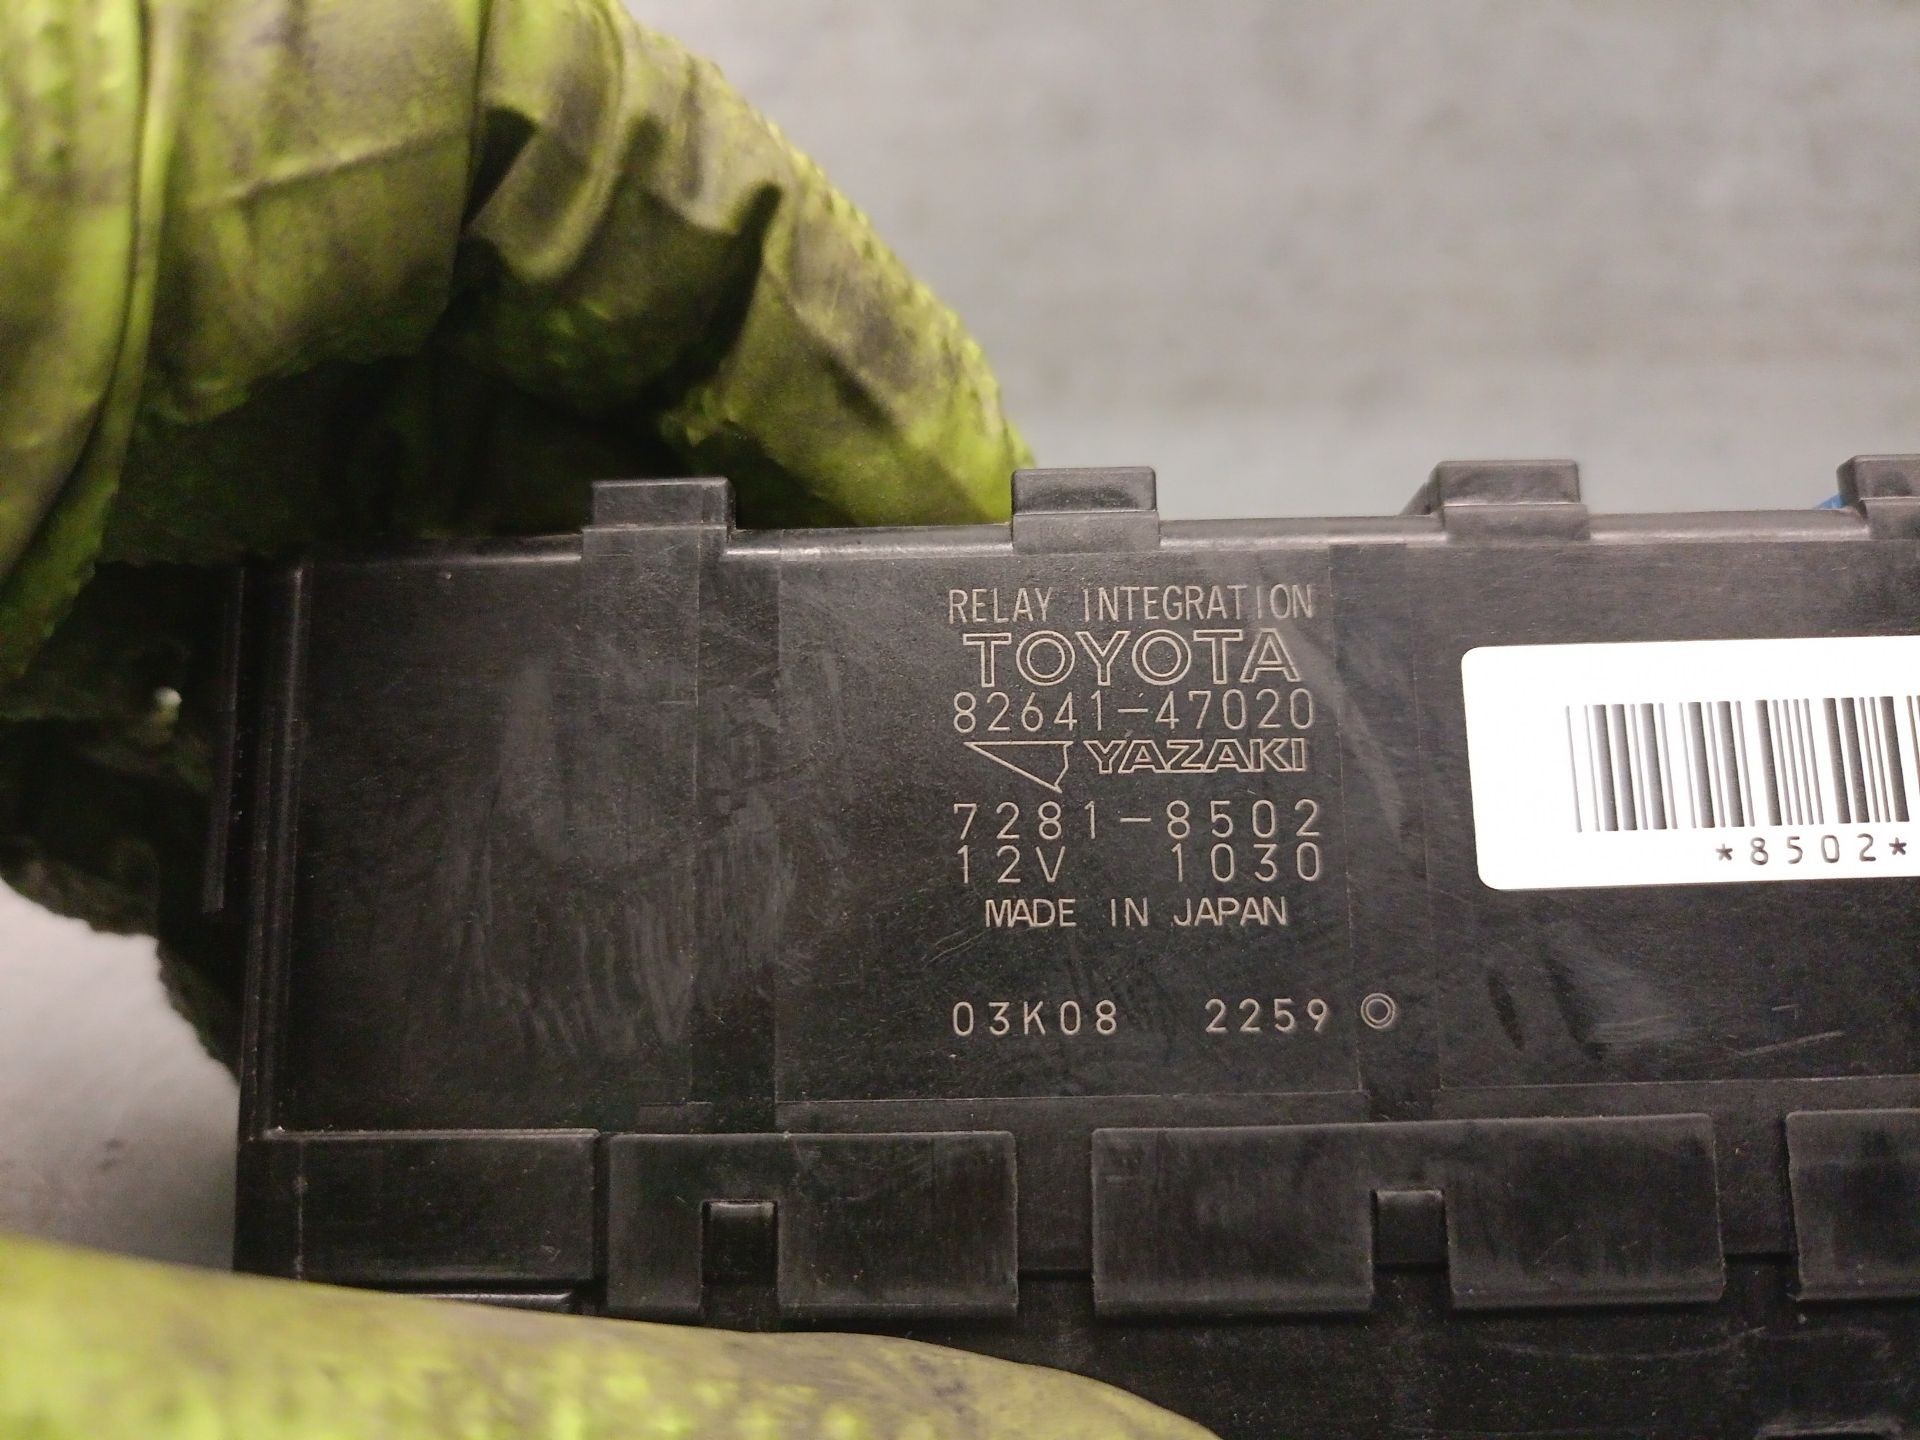 RELAY INTEGRATION
TOYOTA
82641-47020
YAZAKI
7281-8502
12V 1030
MADE IN JAPAN
03K08 2259
*8502*